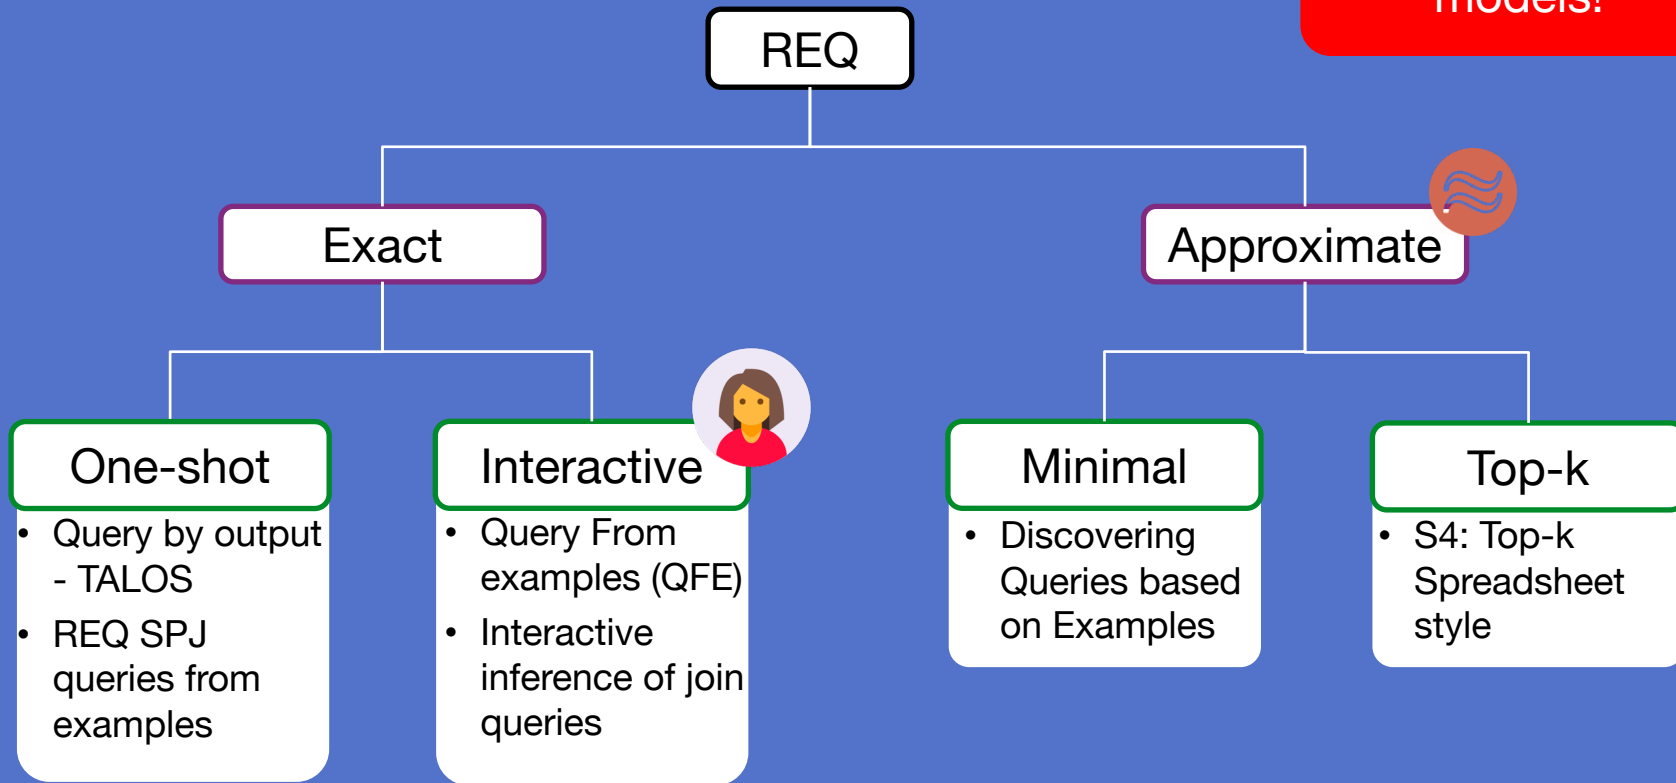 models!
REQ
Exact
Approximate
One-shot
• Query by output
- TALOS
• REQ SPJ
queries from
examples
Interactive
• Query From
examples (QFE)
• Interactive
inference of join
queries
Minimal
• Discovering
Queries based
on Examples
Top-k
• S4: Top-k
Spreadsheet
style